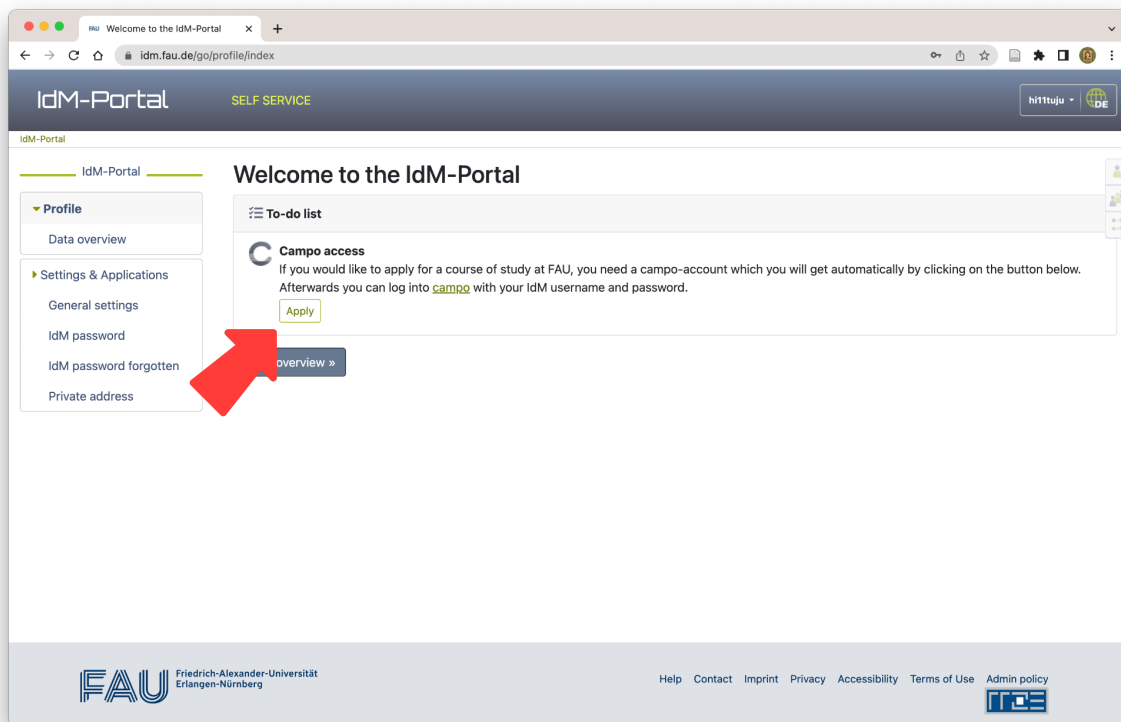 FAU Welcome to the IdM-Portal
idm.fau.de/go/profile/index
IdM-Portal
SELF SERVICE
hi11tuju
DE
IdM-Portal
IdM-Portal
Profile
Data overview
Settings & Applications
General settings
IdM password
IdM password forgotten
Private address
Welcome to the IdM-Portal
To-do list
Campo access
If you would like to apply for a course of study at FAU, you need a campo-account which you will get automatically by clicking on the button below.
Afterwards you can log into campo with your IdM username and password.
Apply
overview »
FAU
Friedrich-Alexander-Universität
Erlangen-Nürnberg
Help Contact Imprint Privacy Accessibility Terms of Use Admin policy
RRZE